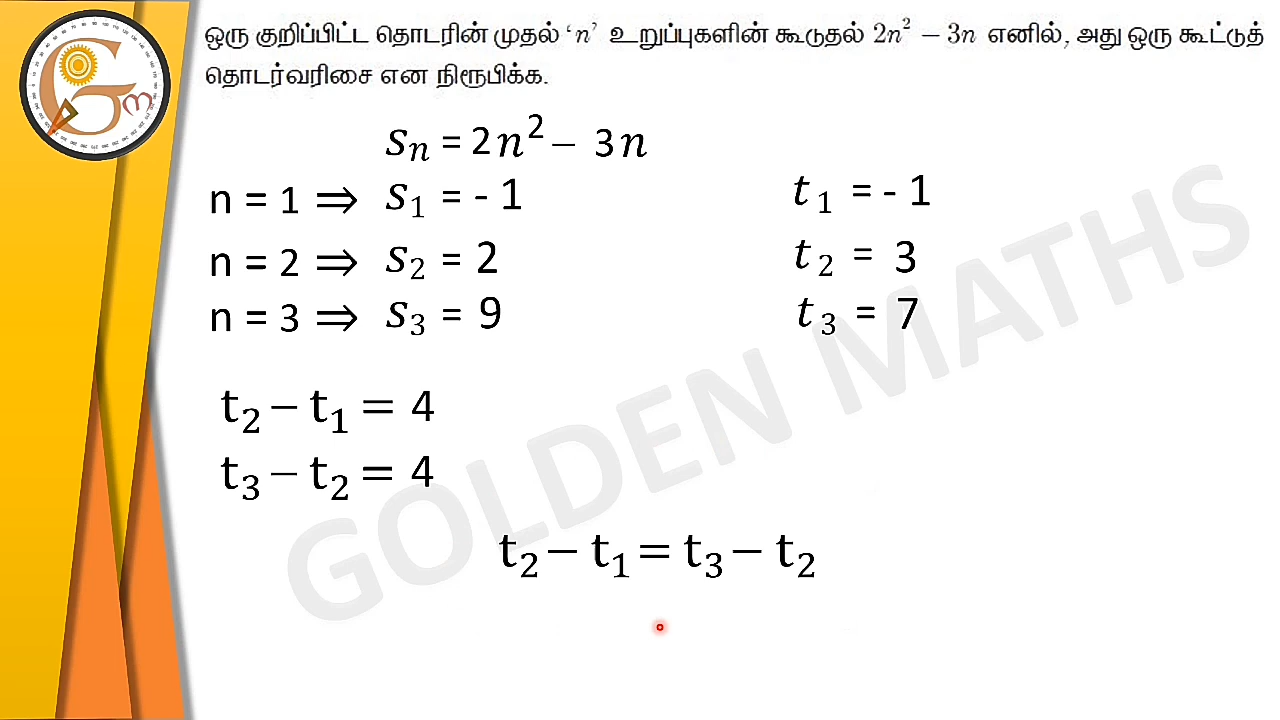 ஒரு குறிப்பிட்ட தொடரின் முதல் ‘n’ உறுப்புகளின் கூடுதல் 2n² − 3n எனில், அது ஒரு கூட்டுத்
தொடர்வரிசை என நிரூபிக்க.
Sₙ = 2n² − 3n
n = 1 ⇒ S₁ = - 1 t₁ = - 1
n = 2 ⇒ S₂ = 2 t₂ = 3
n = 3 ⇒ S₃ = 9 t₃ = 7
t₂ − t₁ = 4
t₃ − t₂ = 4
t₂ − t₁ = t₃ − t₂
GOLDEN MATHS